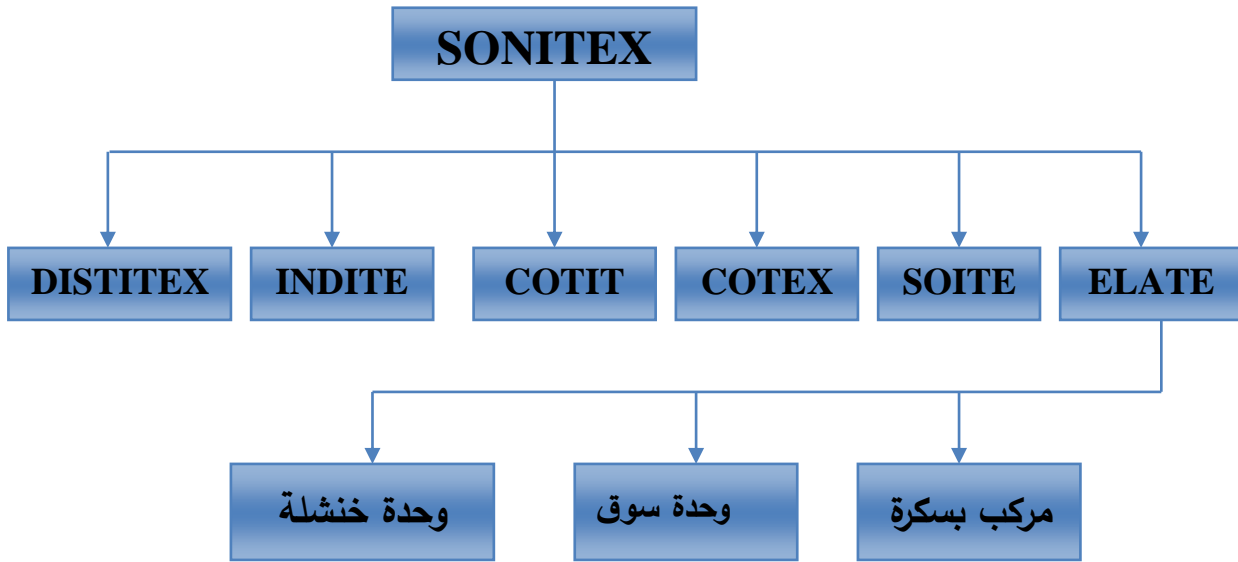 SONITEX
DISTITEX
INDITE
COTIT
COTEX
SOITE
ELATE
مركب بسكرة
وحدة سوق
وحدة خنشلة